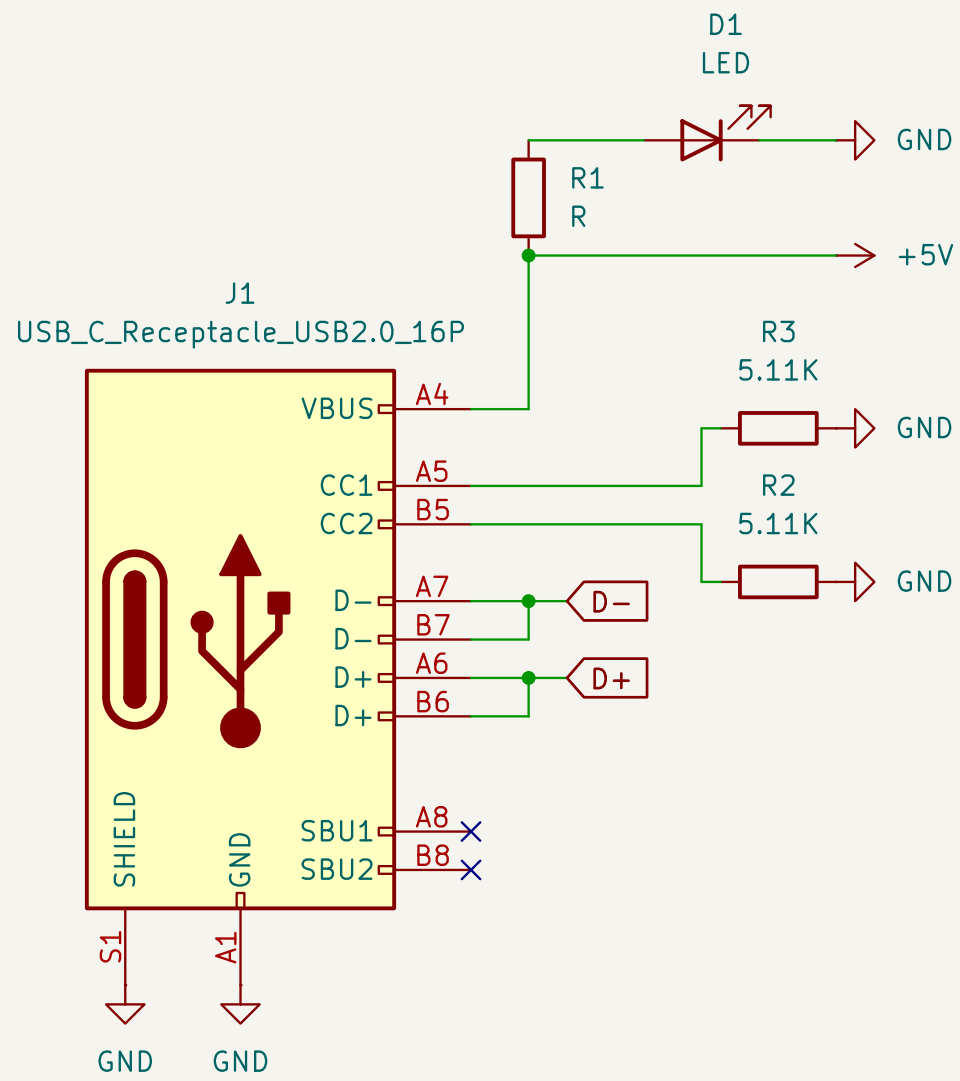 D1
LED
GND
R1
R
+5V
J1
USB_C_Receptacle_USB2.0_16P
R3
5.11K
GND
VBUS
A4
CC1
A5
R2
5.11K
CC2
B5
GND
D-
A7
D-
D-
B7
D+
A6
D+
D+
B6
SBU1
A8
SBU2
B8
SHIELD
GND
S1
A1
GND
GND